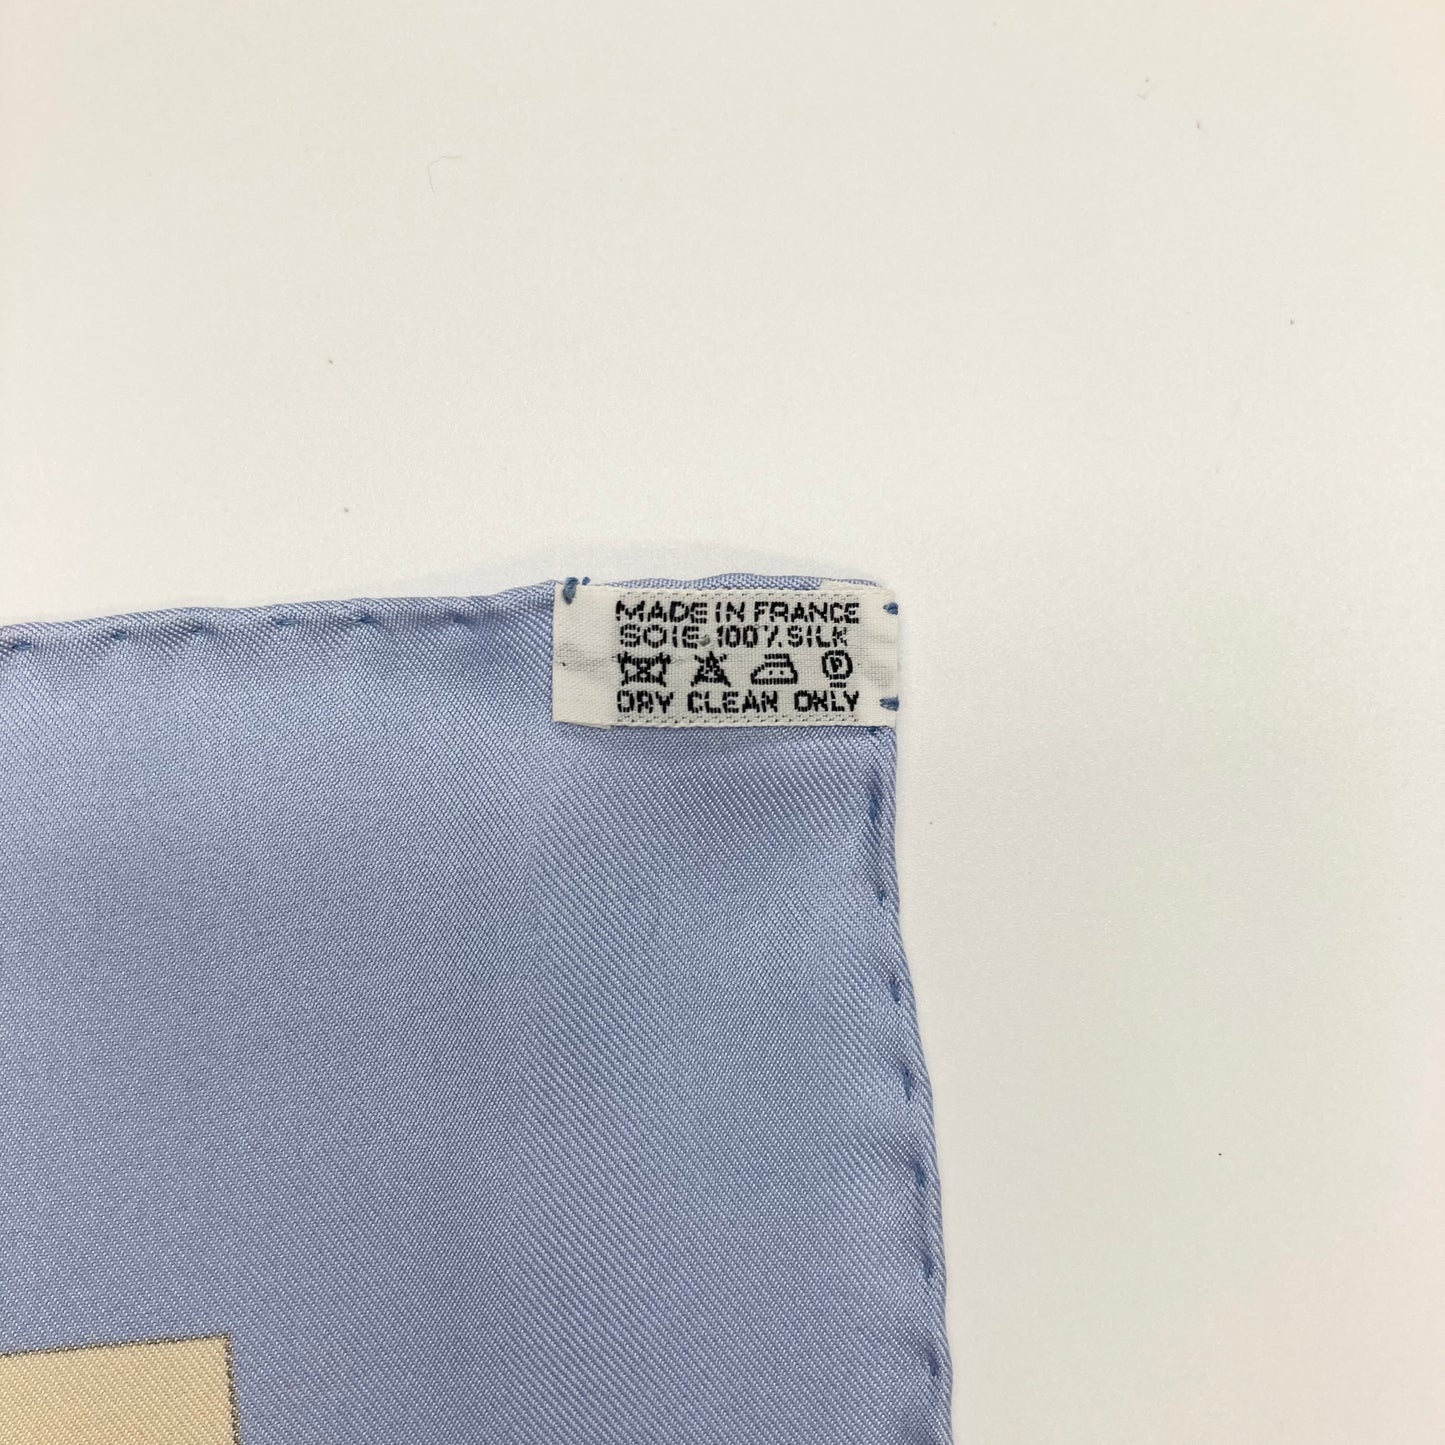 MADE IN FRANCE
SOIE 100% SILK
P
DRY CLEAN ONLY